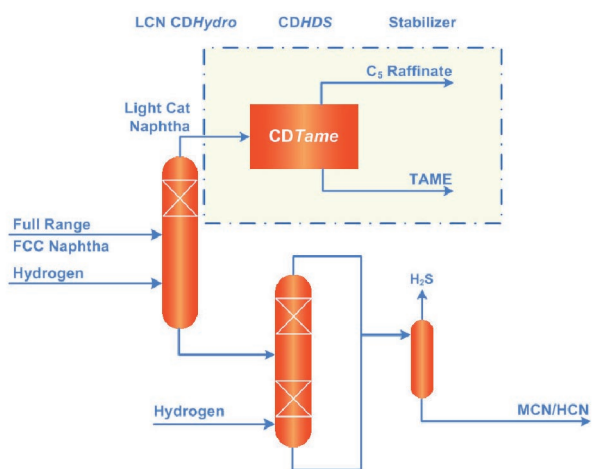 LCN CDHydro
CDHDS
Stabilizer
C5 Raffinate
Light Cat
Naphtha
CDTame
TAME
Full Range
FCC Naphtha
Hydrogen
H2S
Hydrogen
MCN/HCN